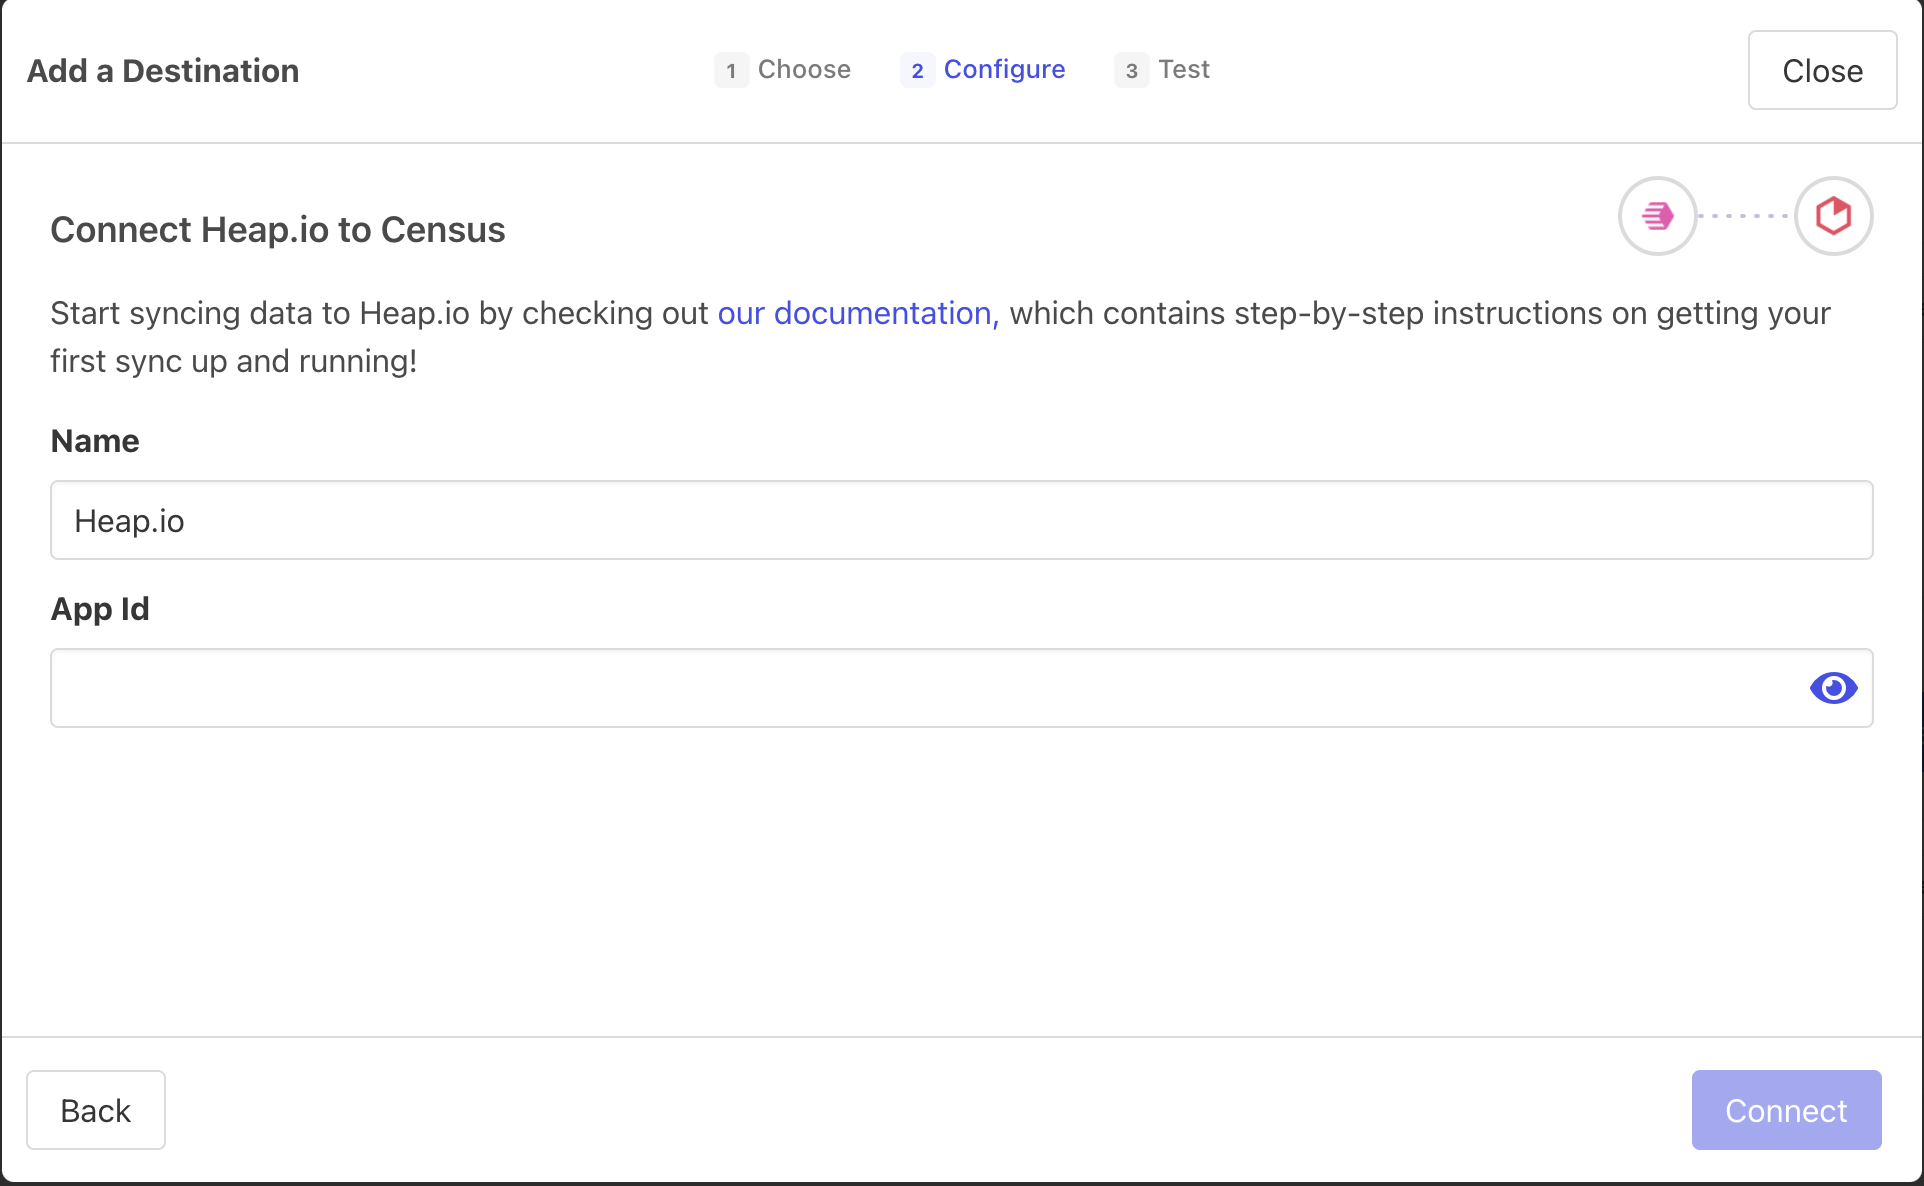 Add a Destination
1 Choose 2 Configure 3 Test
Close
Connect Heap.io to Census
Start syncing data to Heap.io by checking out our documentation, which contains step-by-step instructions on getting your
first sync up and running!
Name
Heap.io
App Id
Back
Connect